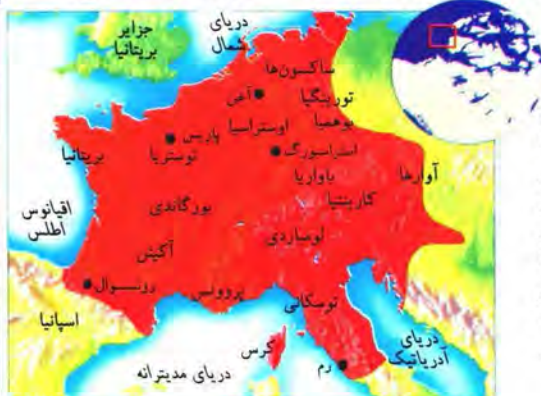 جزایر
بریتانیا
دریای
شمال
ساکسون‌ها
آخن
تورینگیا
بوهمیا
اوستراسیا
پاریس
نوستریا
استراسبورگ
بریتانیا
باواریا
آوارها
کارینتیا
بورگاندی
اقیانوس
اطلس
لومباردی
آکیتن
رونسوال
پروونس
توسکانی
اسپانیا
کرس
دریای
آدریاتیک
رم
دریای مدیترانه